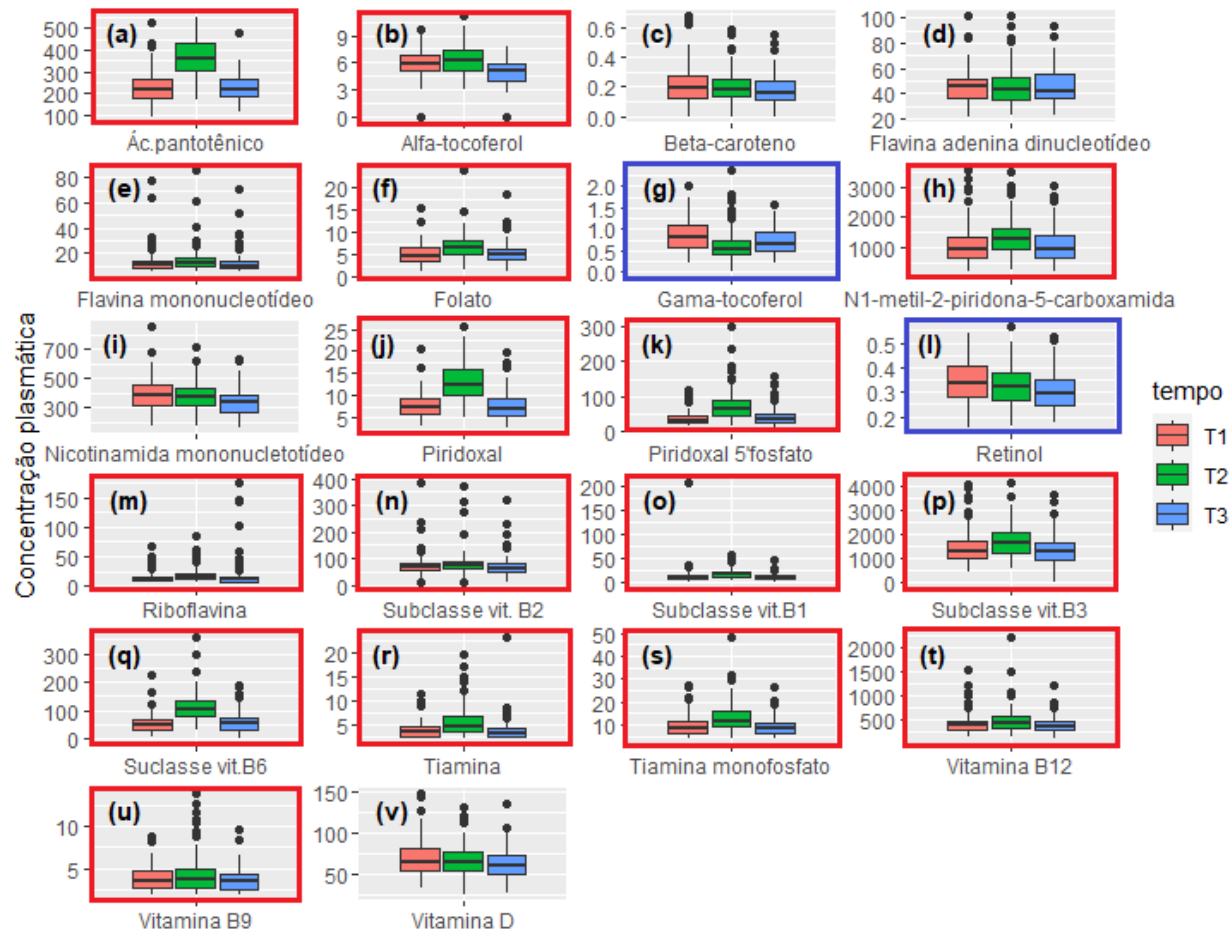 Concentração plasmática
(a)
500
400
300
200
100
Ác.pantotênico
(b)
9
6
3
0
Alfa-tocoferol
(c)
0.6
0.4
0.2
0.0
Beta-caroteno
(d)
100
80
60
40
20
Flavina adenina dinucleotídeo
(e)
80
60
40
20
Flavina mononucleotídeo
(f)
20
15
10
5
0
Folato
(g)
2.0
1.5
1.0
0.5
0.0
Gama-tocoferol
(h)
3000
2000
1000
N1-metil-2-piridona-5-carboxamida
(i)
700
500
300
Nicotinamida mononucletotídeo
(j)
25
20
15
10
5
Piridoxal
(k)
300
200
100
0
Piridoxal 5'fosfato
(l)
0.5
0.4
0.3
0.2
Retinol
(m)
150
100
50
0
Riboflavina
(n)
400
300
200
100
0
Subclasse vit. B2
(o)
200
150
100
50
0
Subclasse vit.B1
(p)
4000
3000
2000
1000
0
Subclasse vit.B3
(q)
300
200
100
0
Suclasse vit.B6
(r)
20
15
10
5
Tiamina
(s)
50
40
30
20
10
Tiamina monofosfato
(t)
2000
1500
1000
500
Vitamina B12
(u)
10
5
Vitamina B9
(v)
150
100
50
Vitamina D
tempo
T1
T2
T3